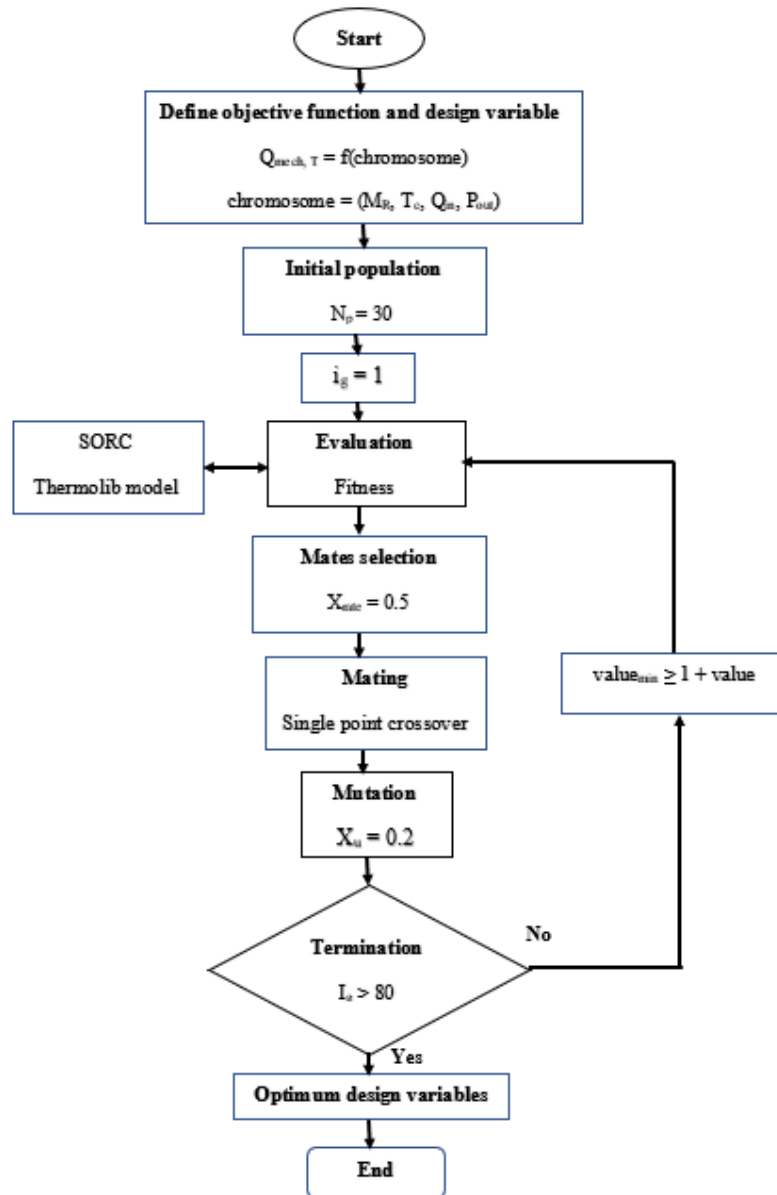 Start
Define objective function and design variable
Qmech, T = f(chromosome)
chromosome = (MR, Tc, Qin, Pout)
Initial population
Np = 30
ig = 1
SORC
Thermolib model
Evaluation
Fitness
Mates selection
Xrate = 0.5
Mating
Single point crossover
valuemin ≥ 1 + value
Mutation
Xu = 0.2
No
Termination
> 80
Yes
Optimum design variables
End